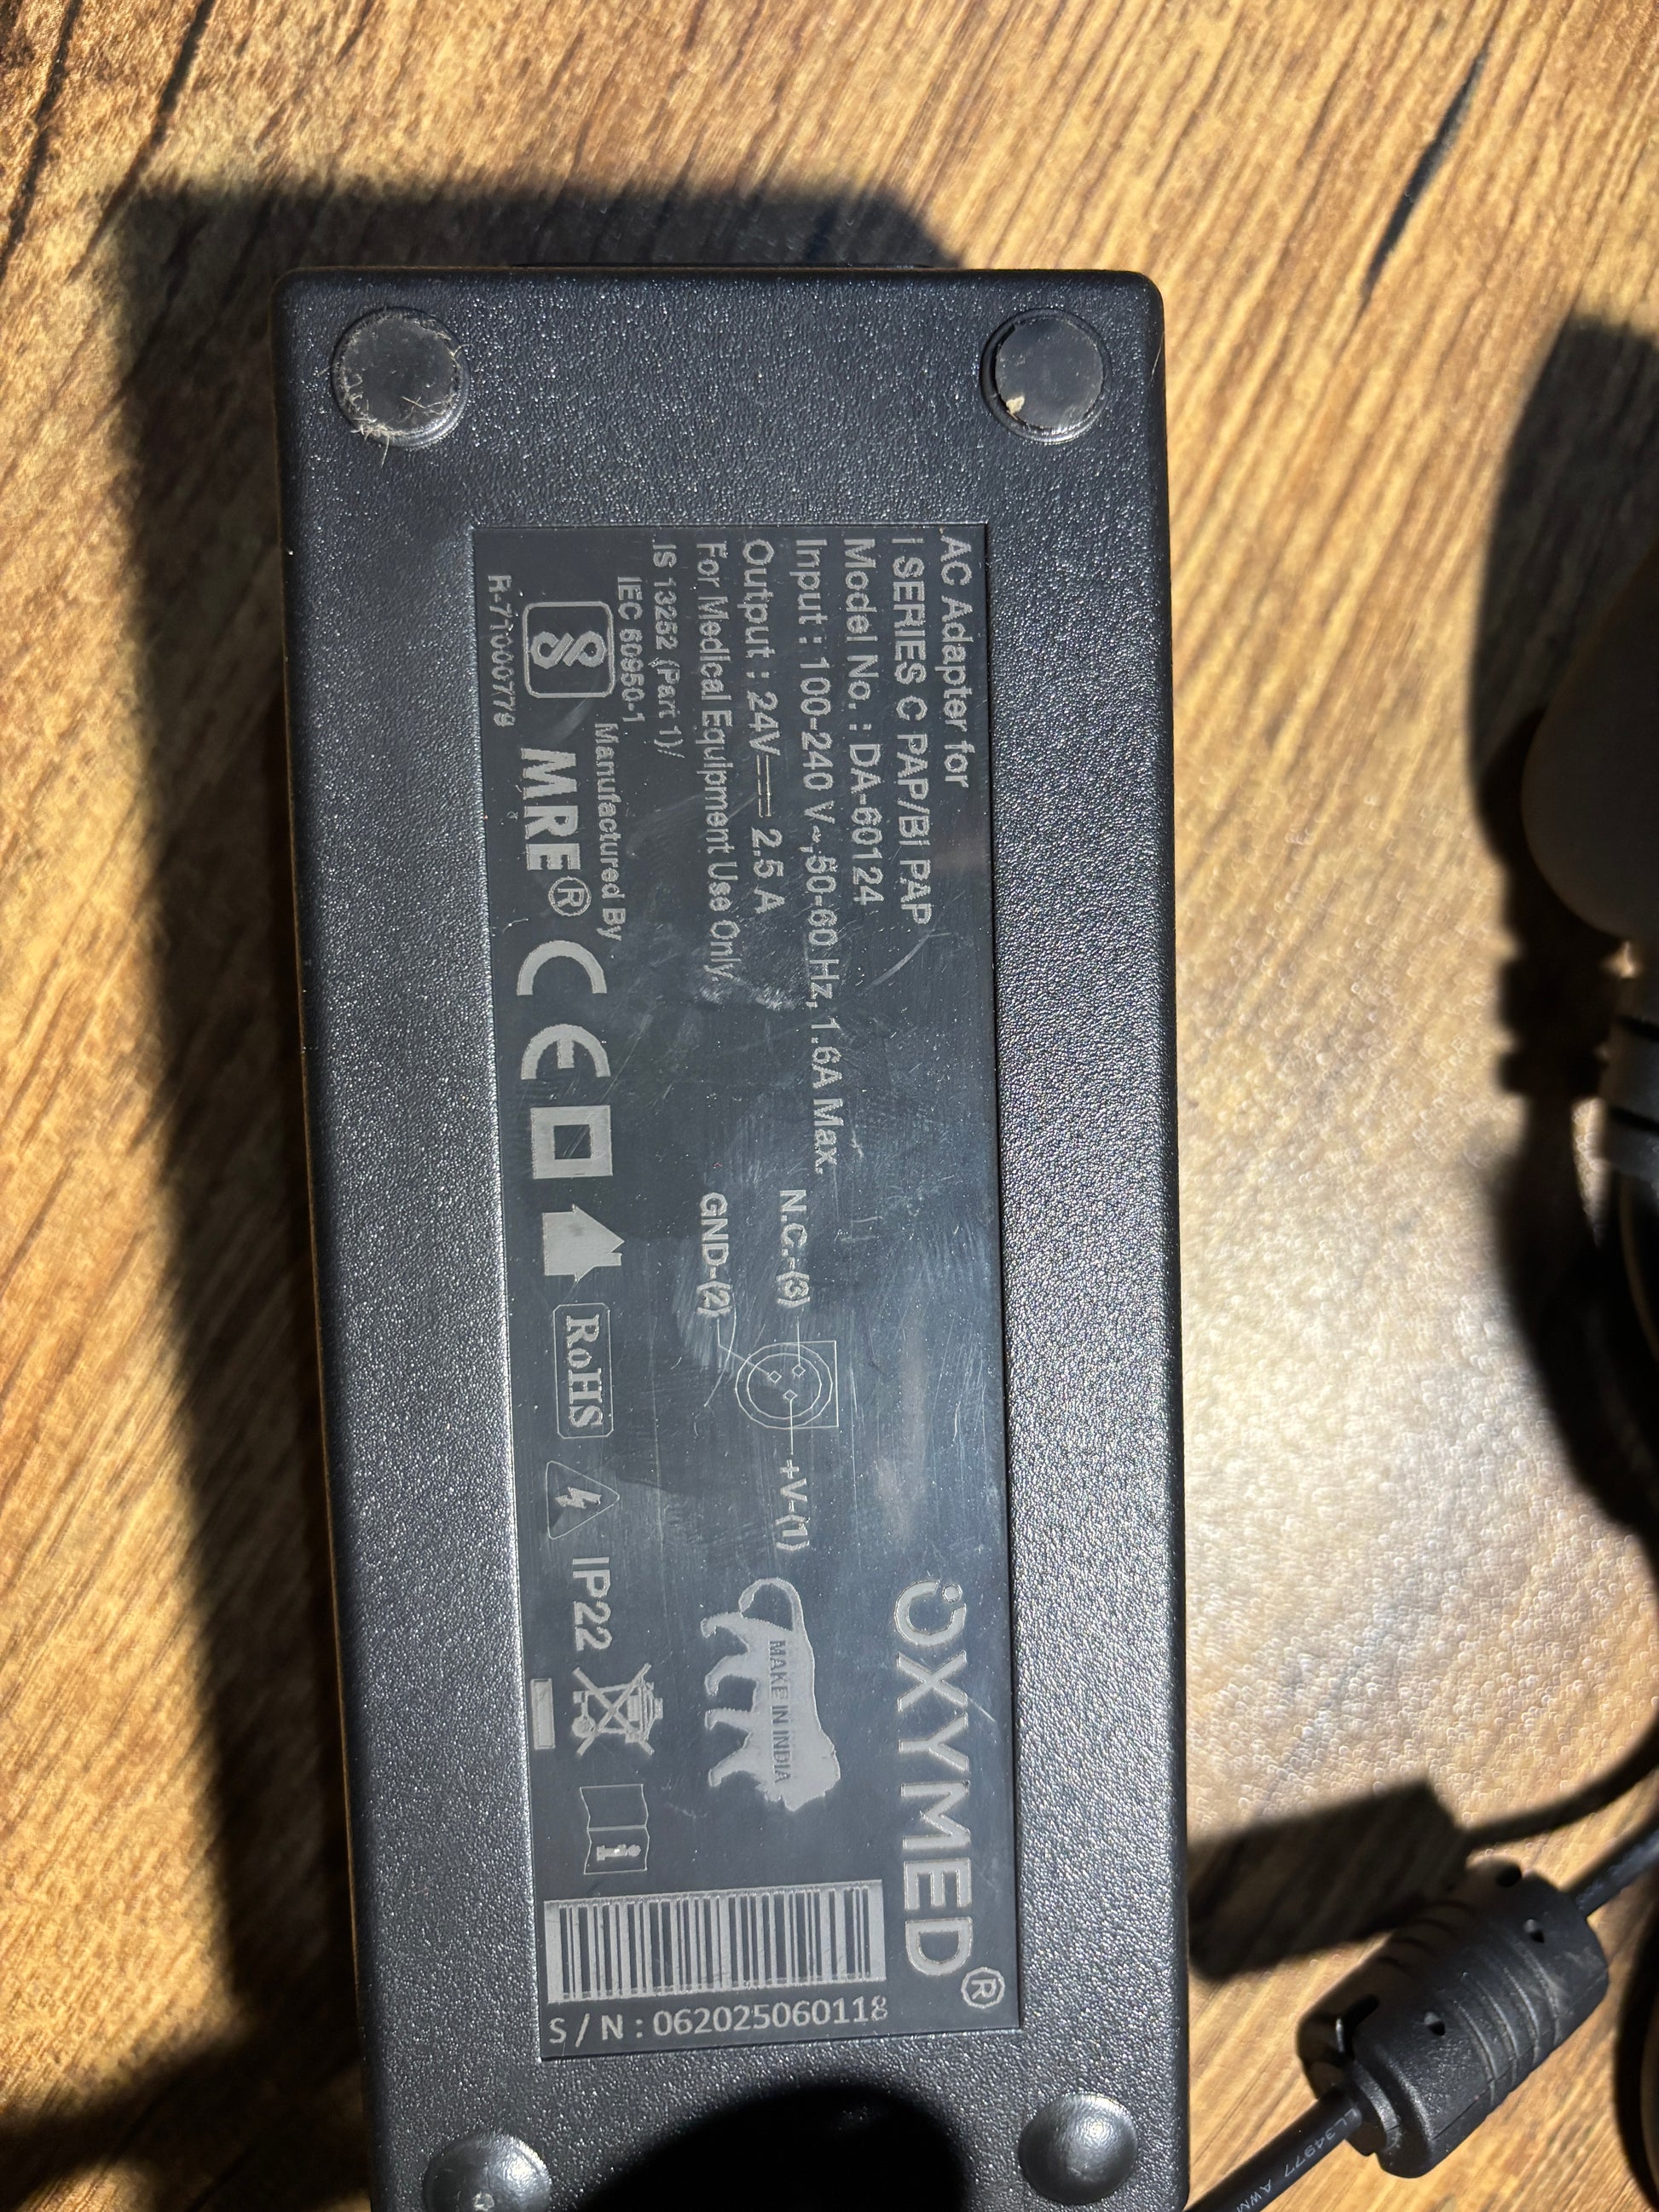 AC Adapter for
I SERIES C PAP/Bi PAP
Model No. : DA-60124
Input : 100-240 V~,50-60 Hz, 1.6A Max.
Output : 24V⎓ 2.5 A
For Medical Equipment Use Only.
IS 13252 (Part 1)/
IEC 60950-1
R-71000779
Manufactured By
MRE®
CE
RoHS
IP22
N.C.-(3)
GND-(2)
+V-(1)
OXYMED®
MAKE IN INDIA
S / N : 062025060118
AWM